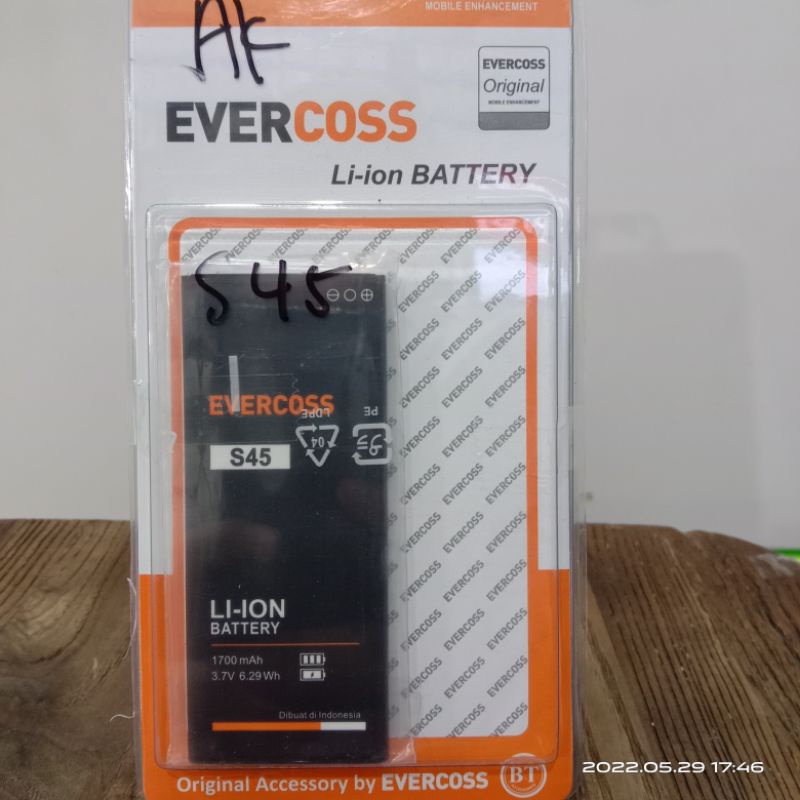 MOBILE ENHANCEMENT
AK
EVERCOSS
Original
MOBILE ENHANCEMENT
EVERCOSS
Li-ion BATTERY
S45
EVERCOSS
LDPE
04
PE
S45
LI-ION
BATTERY
1700 mAh
3.7V 6.29 Wh
Dibuat di Indonesia
Original Accessory by EVERCOSS BT
2022.05.29 17:46